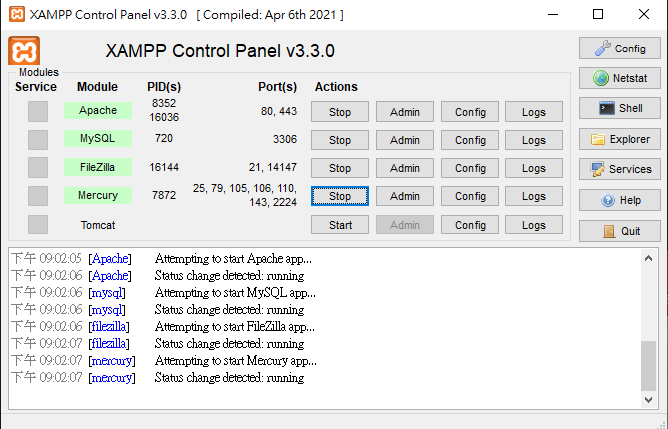 XAMPP Control Panel v3.3.0 [ Compiled: Apr 6th 2021 ]
XAMPP Control Panel v3.3.0
Config
Modules
Service Module PID(s) Port(s) Actions
Netstat
Apache 8352 16036 80, 443 Stop Admin Config Logs
Shell
MySQL 720 3306 Stop Admin Config Logs
Explorer
FileZilla 16144 21, 14147 Stop Admin Config Logs
Services
Mercury 7872 25, 79, 105, 106, 110, 143, 2224 Stop Admin Config Logs
Help
Tomcat Start Admin Config Logs
Quit
下午 09:02:05 [Apache] Attempting to start Apache app...
下午 09:02:06 [Apache] Status change detected: running
下午 09:02:06 [mysql] Attempting to start MySQL app...
下午 09:02:06 [mysql] Status change detected: running
下午 09:02:06 [filezilla] Attempting to start FileZilla app...
下午 09:02:07 [filezilla] Status change detected: running
下午 09:02:07 [mercury] Attempting to start Mercury app...
下午 09:02:07 [mercury] Status change detected: running